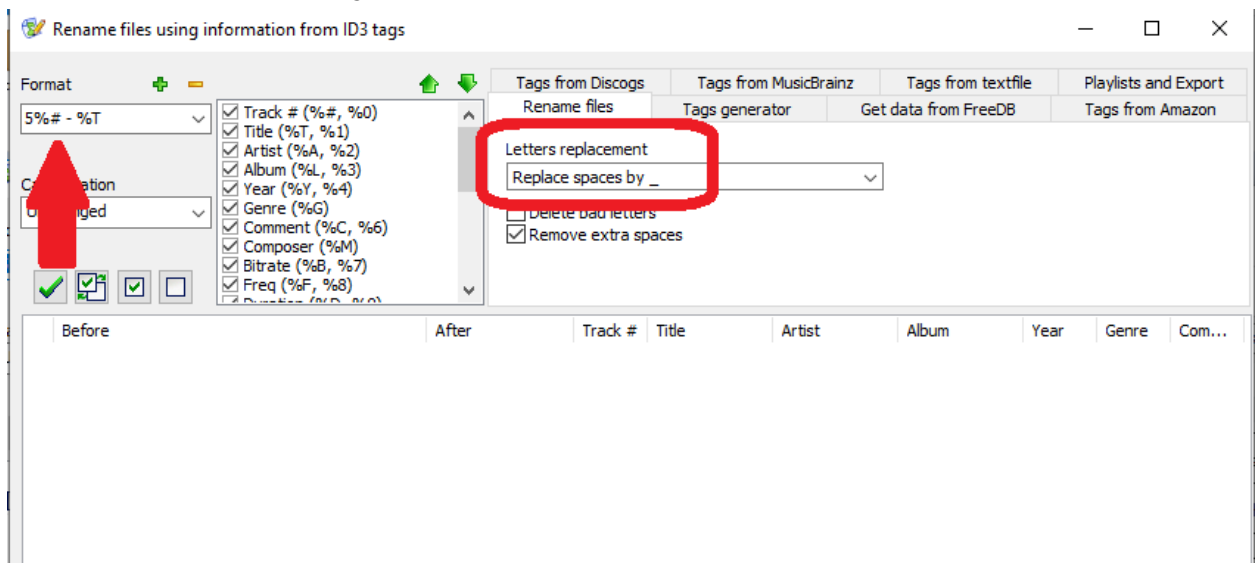 Rename files using information from ID3 tags
Format
5%# - %T
Unchanged
Track # (%#, %0)
Title (%T, %1)
Artist (%A, %2)
Album (%L, %3)
Year (%Y, %4)
Genre (%G)
Comment (%C, %6)
Composer (%M)
Bitrate (%B, %7)
Freq (%F, %8)
Tags from Discogs Tags from MusicBrainz Tags from textfile Playlists and Export
Rename files Tags generator Get data from FreeDB Tags from Amazon
Letters replacement
Replace spaces by _
Delete bad letters
Remove extra spaces
Before After Track # Title Artist Album Year Genre Com...